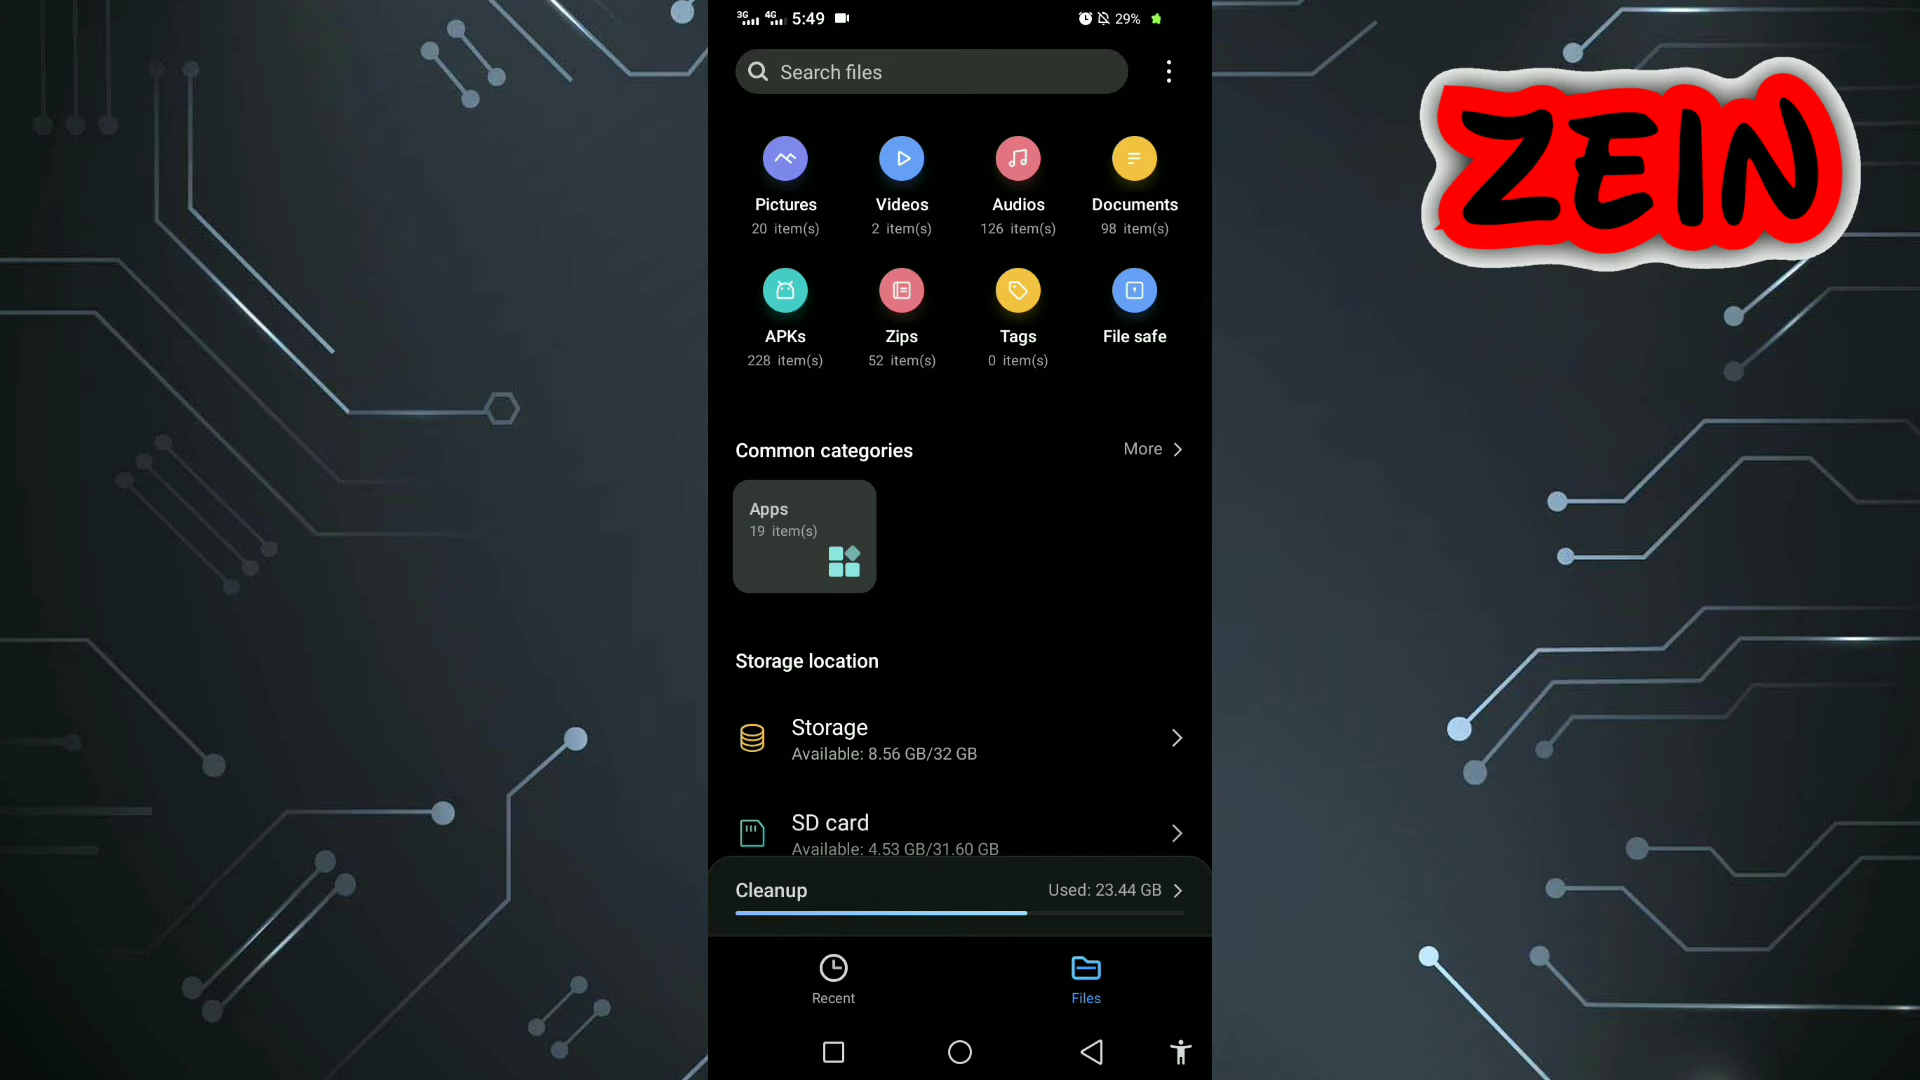 3G 4G 5:49 29%
Search files
ZEIN
Pictures Videos Audios Documents
20 item(s) 2 item(s) 126 item(s) 98 item(s)
APKs Zips Tags File safe
228 item(s) 52 item(s) 0 item(s)
Common categories More
Apps
19 item(s)
Storage location
Storage
Available: 8.56 GB/32 GB
SD card
Available: 4.53 GB/31.60 GB
Cleanup Used: 23.44 GB
Recent Files